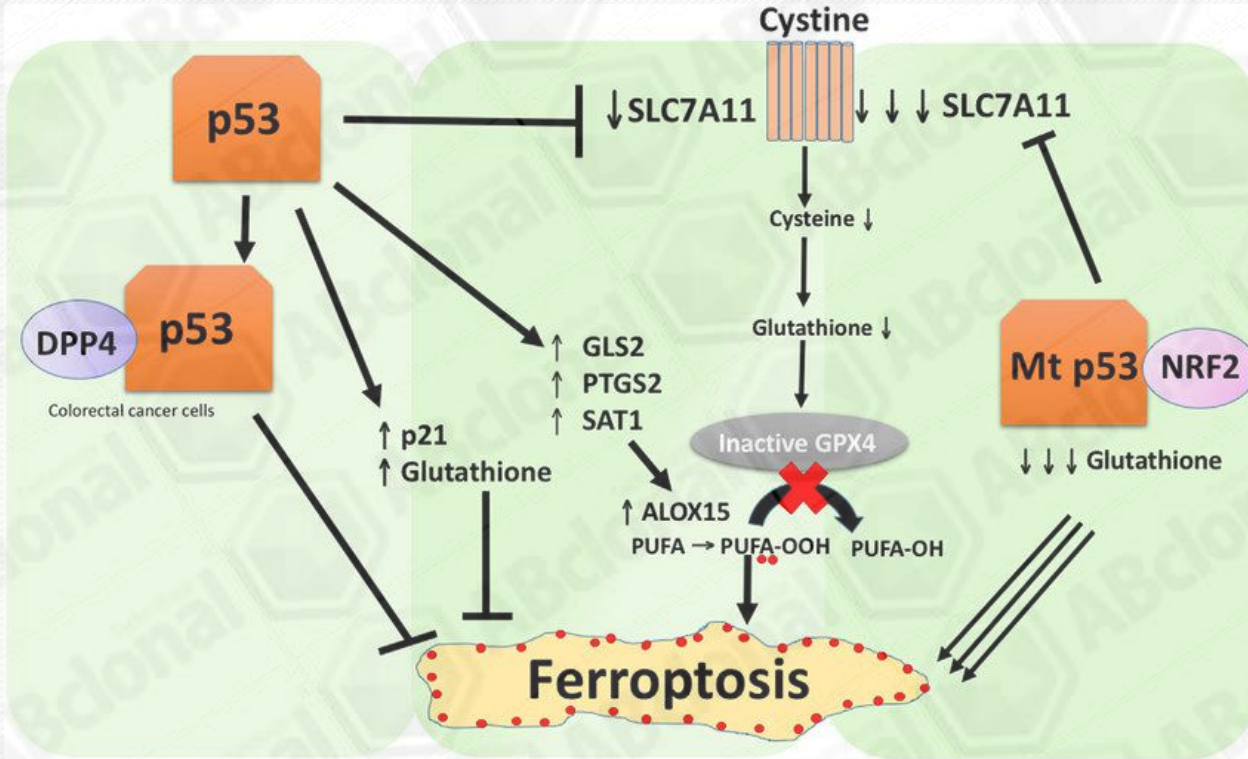 Cystine
p53
↓ SLC7A11
↓ ↓ ↓ SLC7A11
Cysteine ↓
DPP4
p53
Colorectal cancer cells
Glutathione ↓
↑ GLS2
↑ PTGS2
↑ SAT1
Mt p53
NRF2
↑ p21
↑ Glutathione
Inactive GPX4
↓ ↓ ↓ Glutathione
↑ ALOX15
PUFA → PUFA-OOH
PUFA-OH
Ferroptosis
ABclonal